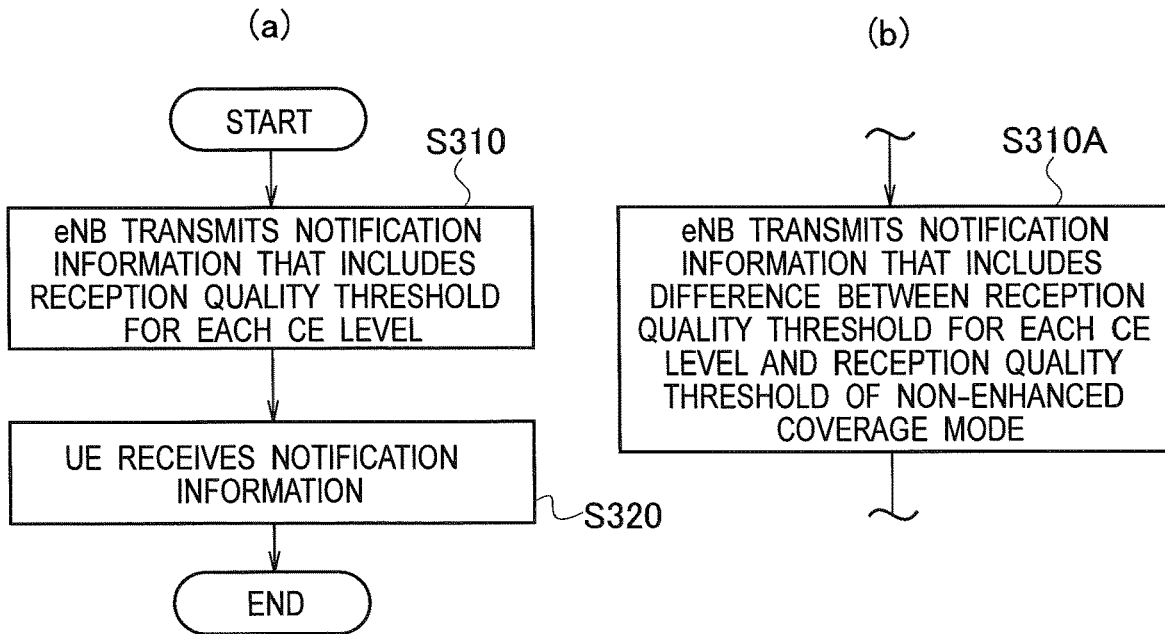 (a)
START
S310
eNB TRANSMITS NOTIFICATION
INFORMATION THAT INCLUDES
RECEPTION QUALITY THRESHOLD
FOR EACH CE LEVEL
UE RECEIVES NOTIFICATION
INFORMATION
S320
END
(b)
S310A
eNB TRANSMITS NOTIFICATION
INFORMATION THAT INCLUDES
DIFFERENCE BETWEEN RECEPTION
QUALITY THRESHOLD FOR EACH CE
LEVEL AND RECEPTION QUALITY
THRESHOLD OF NON-ENHANCED
COVERAGE MODE